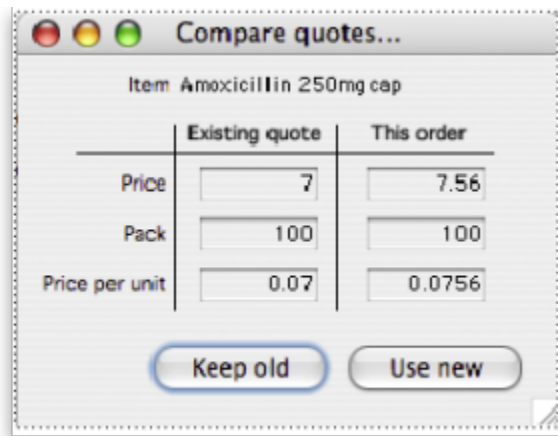 Compare quotes...
Item Amoxicillin 250mg cap
Existing quote This order
Price 7 7.56
Pack 100 100
Price per unit 0.07 0.0756
Keep old Use new